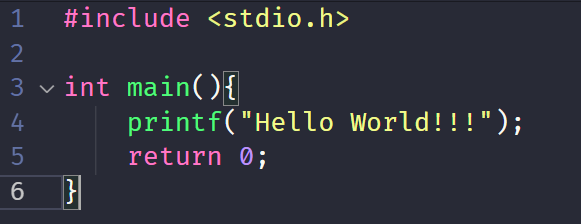 1 #include <stdio.h>
2
3 int main(){
4     printf("Hello World!!!");
5     return 0;
6 }